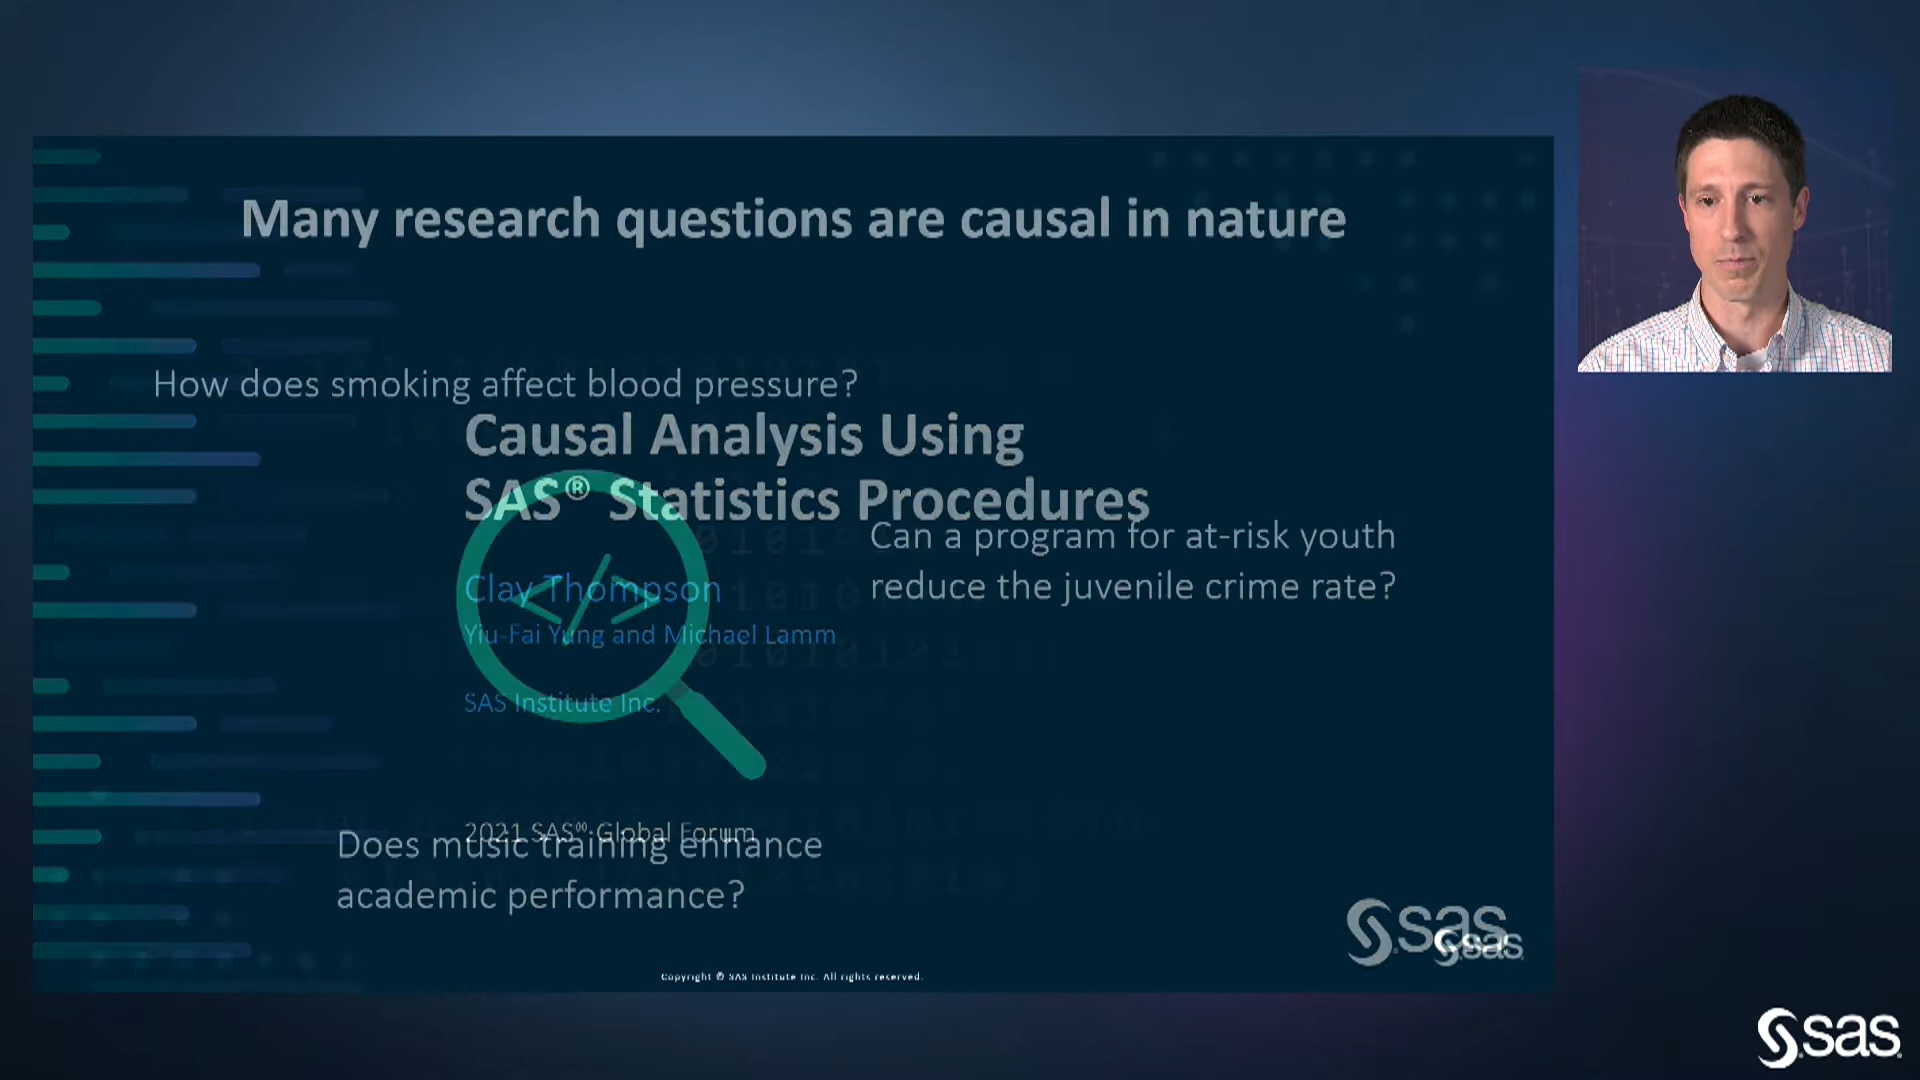 Many research questions are causal in nature
How does smoking affect blood pressure?
Causal Analysis Using
SAS® Statistics Procedures
Can a program for at-risk youth
reduce the juvenile crime rate?
</>
Clay Thompson
Yiu-Fai Yung and Michael Lamm
SAS Institute Inc.
2021 SAS® Global Forum
Does music training enhance
academic performance?
sas
sas
Copyright © SAS Institute Inc. All rights reserved.
sas